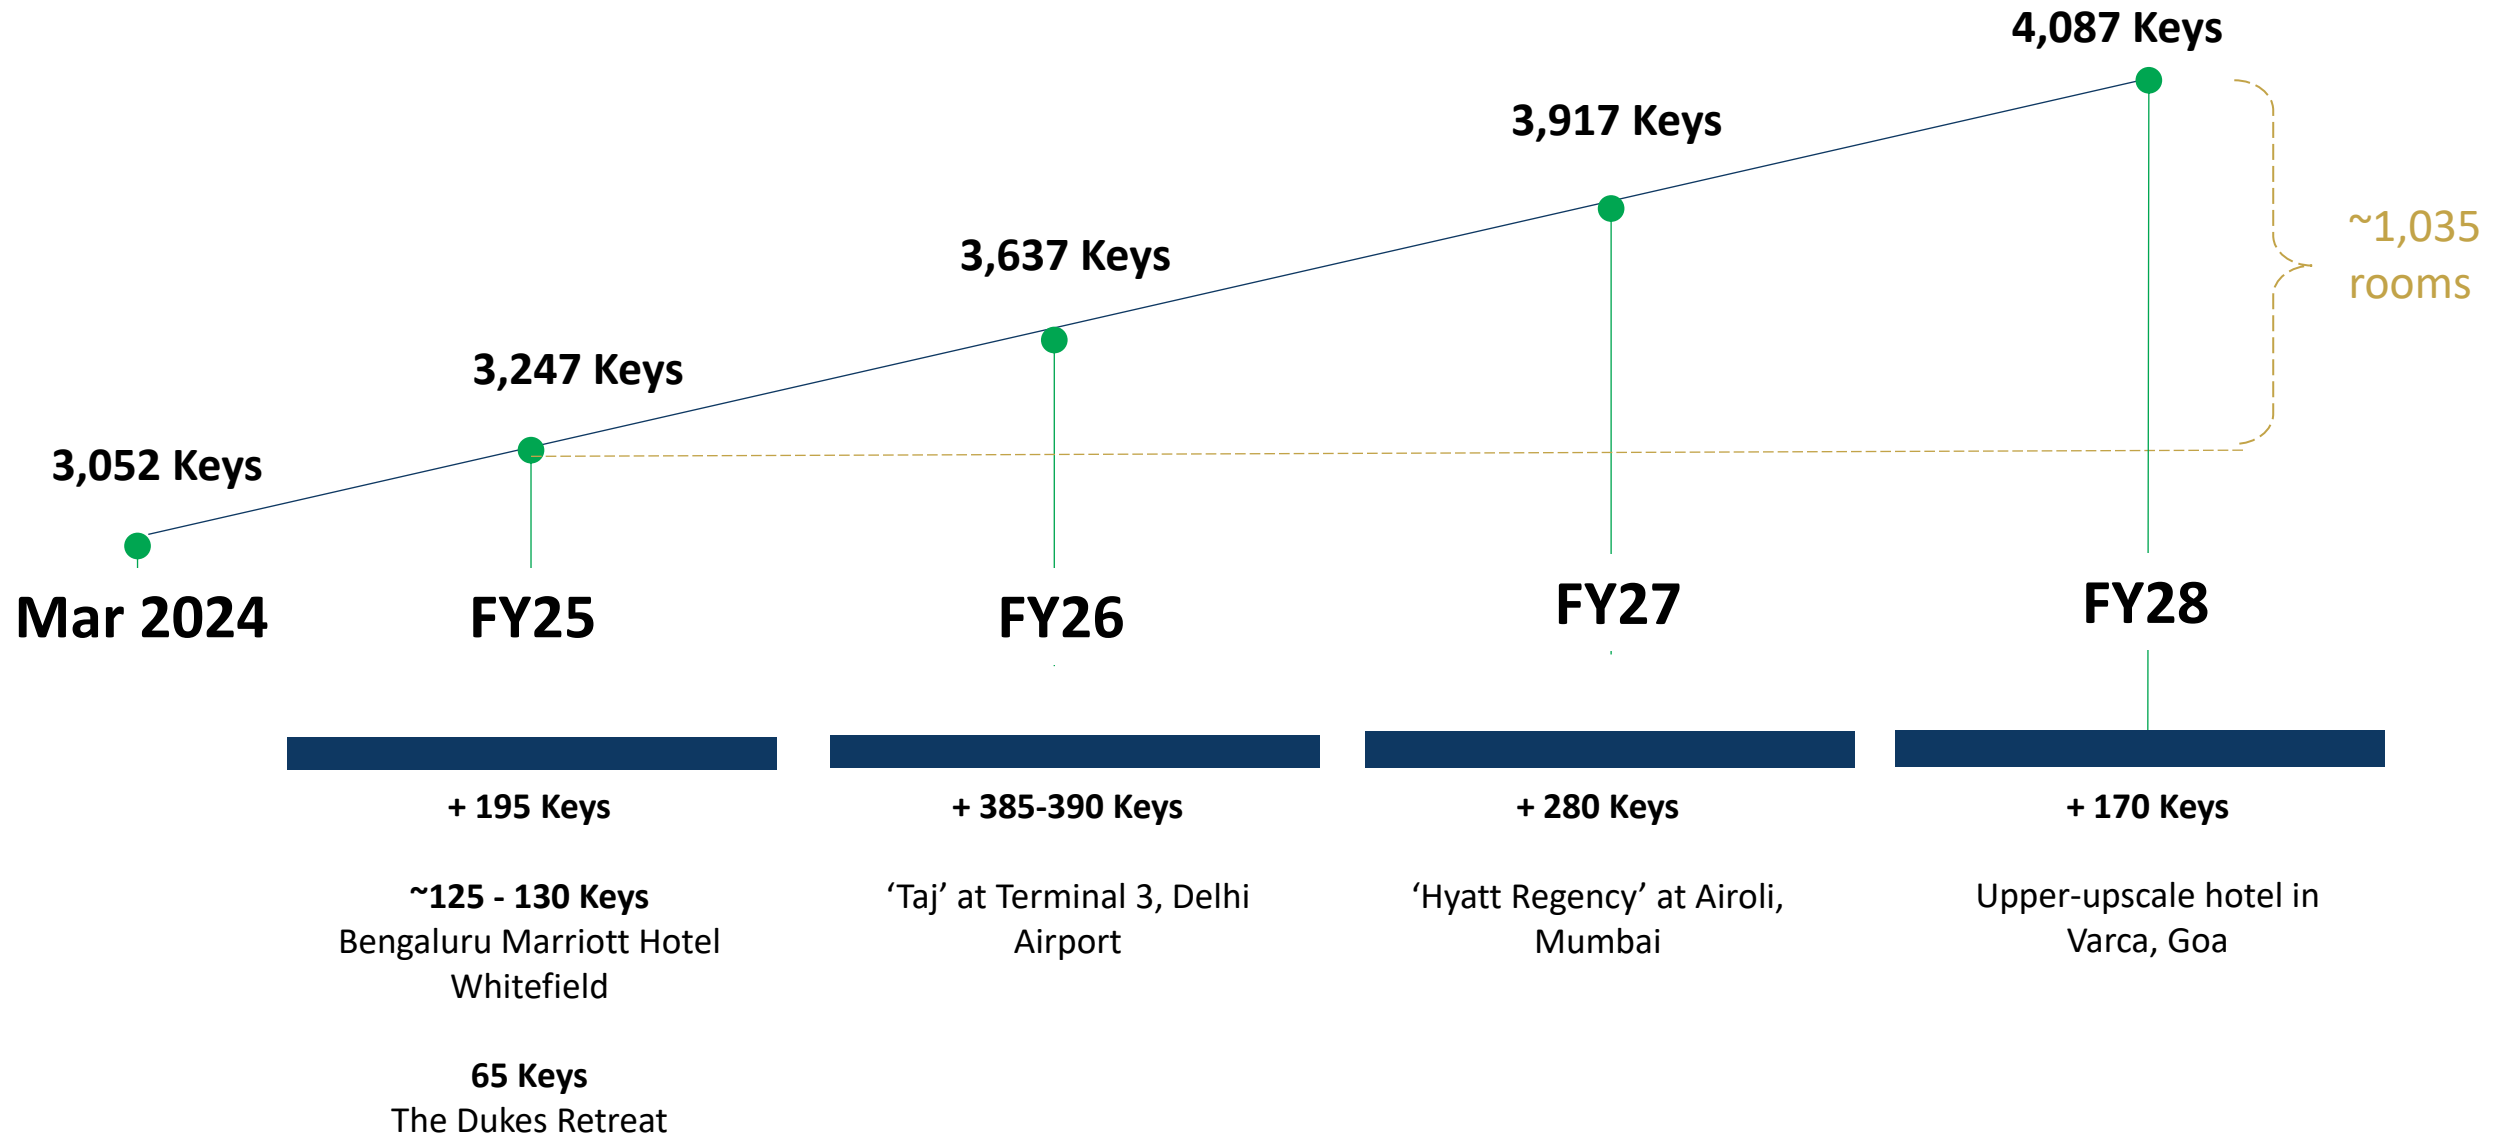 4,087 Keys
3,917 Keys
~1,035
rooms
3,637 Keys
3,247 Keys
3,052 Keys
Mar 2024
FY25
FY26
FY27
FY28
+ 195 Keys
~125 - 130 Keys
Bengaluru Marriott Hotel
Whitefield
65 Keys
The Dukes Retreat
+ 385-390 Keys
‘Taj’ at Terminal 3, Delhi
Airport
+ 280 Keys
‘Hyatt Regency’ at Airoli,
Mumbai
+ 170 Keys
Upper-upscale hotel in
Varca, Goa